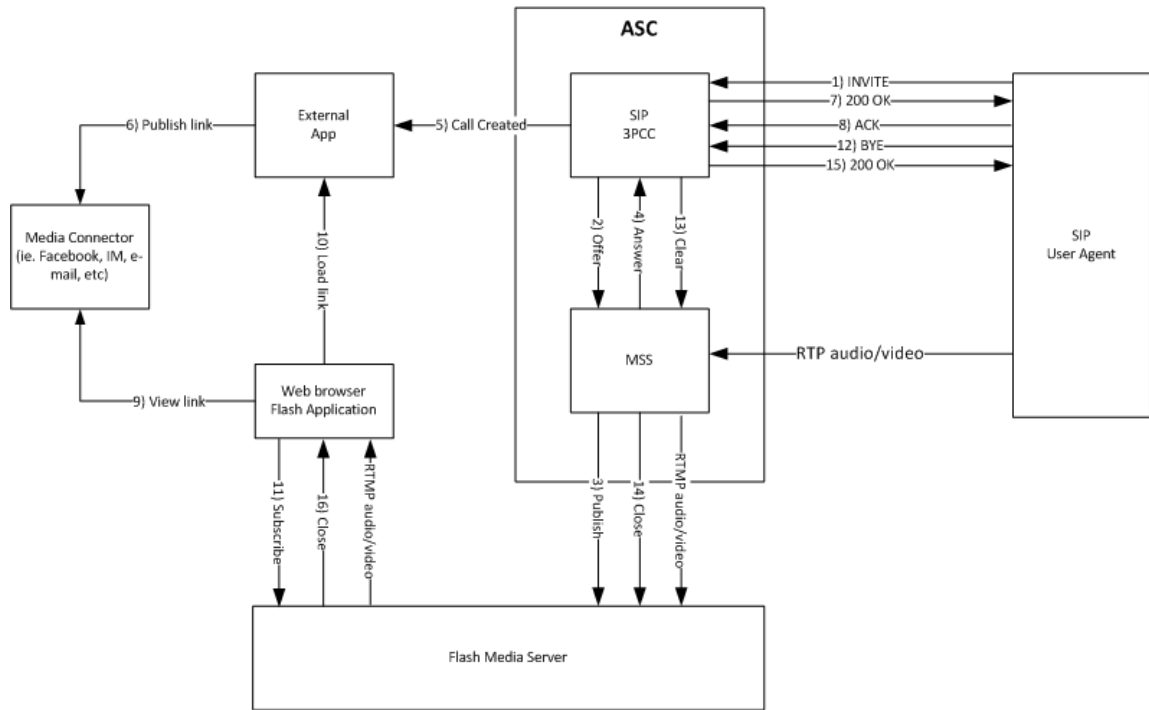 ASC
External
App
SIP
3PCC
SIP
User Agent
Media Connector
(ie. Facebook, IM, e-
mail, etc)
MSS
Web browser
Flash Application
Flash Media Server
1) INVITE
7) 200 OK
8) ACK
12) BYE
15) 200 OK
5) Call Created
6) Publish link
2) Offer
4) Answer
13) Clear
10) Load link
RTP audio/video
9) View link
11) Subscribe
16) Close
RTMP audio/video
3) Publish
14) Close
RTMP audio/video